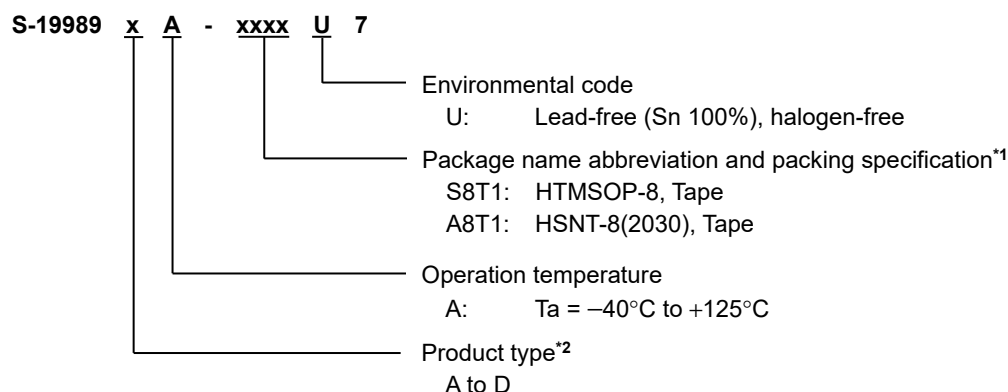 S-19989 x A - xxxx U 7
Environmental code
U: Lead-free (Sn 100%), halogen-free
Package name abbreviation and packing specification*1
S8T1: HTMSOP-8, Tape
A8T1: HSNT-8(2030), Tape
Operation temperature
A: Ta = −40°C to +125°C
Product type*2
A to D